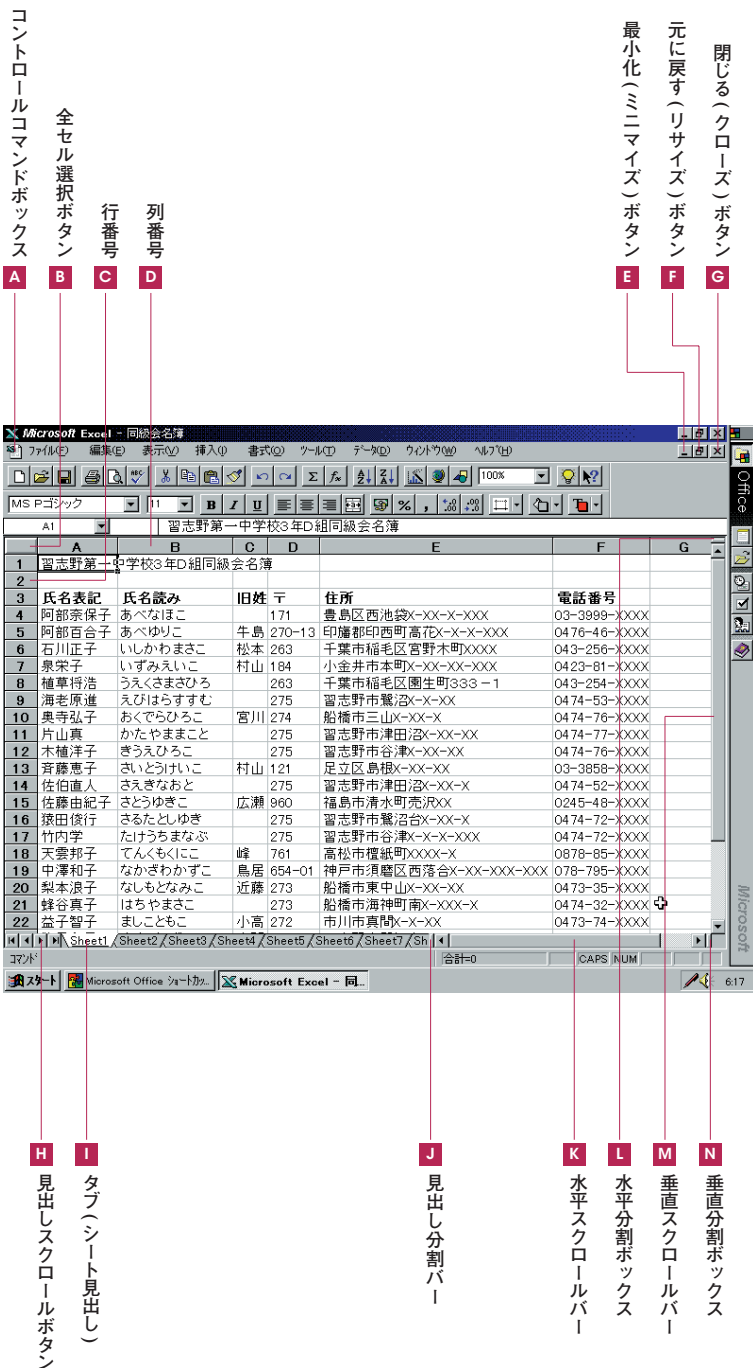 コントロールコマンドボックス
A
全セル選択ボタン
B
行番号
C
列番号
D
最小化(ミニマイズ)ボタン
E
元に戻す(リサイズ)ボタン
F
閉じる(クローズ)ボタン
G
Microsoft Excel - 同級会名簿
ファイル(F) 編集(E) 表示(V) 挿入(I) 書式(O) ツール(T) データ(D) ウィンドウ(W) ヘルプ(H)
100%
MS Pゴシック 11 B I U
A1 習志野第一中学校3年D組同級会名簿
A B C D E F G
1 習志野第一中学校3年D組同級会名簿
2
3 氏名表記 氏名読み 旧姓 〒 住所 電話番号
4 阿部奈保子 あべなほこ 171 豊島区西池袋X-XX-X-XXX 03-3999-XXXX
5 阿部百合子 あべゆりこ 牛島 270-13 印旛郡印西町高花X-X-X-XXX 0476-46-XXXX
6 石川正子 いしかわまさこ 松本 263 千葉市稲毛区宮野木町XXXX 043-256-XXXX
7 泉栄子 いずみえいこ 村山 184 小金井市本町X-XX-XX-XXX 0423-81-XXXX
8 植草将浩 うえくさまさひろ 263 千葉市稲毛区園生町333-1 043-254-XXXX
9 海老原進 えびはらすすむ 275 習志野市鷺沼X-X-XX 0474-53-XXXX
10 奥寺弘子 おくでらひろこ 宮川 274 船橋市三山X-XX-X 0474-76-XXXX
11 片山真 かたやままこと 275 習志野市津田沼X-XX-XX 0474-77-XXXX
12 木植洋子 きうえひろこ 275 習志野市谷津X-XX-XX 0474-76-XXXX
13 斉藤恵子 さいとうけいこ 村山 121 足立区島根X-XX-XX 03-3858-XXXX
14 佐伯直人 さえきなおと 275 習志野市津田沼X-XX-X 0474-52-XXXX
15 佐藤由紀子 さとうゆきこ 広瀬 960 福島市清水町売沢XX 0245-48-XXXX
16 猿田俊行 さるたとしゆき 275 習志野市鷺沼台X-XX-X 0474-72-XXXX
17 竹内学 たけうちまなぶ 275 習志野市谷津X-X-X-XXX 0474-72-XXXX
18 天雲邦子 てんくもくにこ 峰 761 高松市檀紙町XXXX-X 0878-85-XXXX
19 中澤和子 なかざわかずこ 鳥居 654-01 神戸市須磨区西落合X-XX-XXX-XXX 078-795-XXXX
20 梨本浪子 なしもとなみこ 近藤 273 船橋市東中山X-XX-XX 0473-35-XXXX
21 蜂谷真子 はちやまさこ 273 船橋市海神町南X-XXX-X 0474-32-XXXX
22 益子智子 ましこともこ 小高 272 市川市真間X-X-XX 0473-74-XXXX
Sheet1 Sheet2 Sheet3 Sheet4 Sheet5 Sheet6 Sheet7 Sh
コマンド 合計=0 CAPS NUM
スタート Microsoft Office ショートカッ... Microsoft Excel - 同... 6:17
Office
Microsoft
H
見出しスクロールボタン
I
タブ(シート見出し)
J
見出し分割バー
K
水平スクロールバー
L
水平分割ボックス
M
垂直スクロールバー
N
垂直分割ボックス